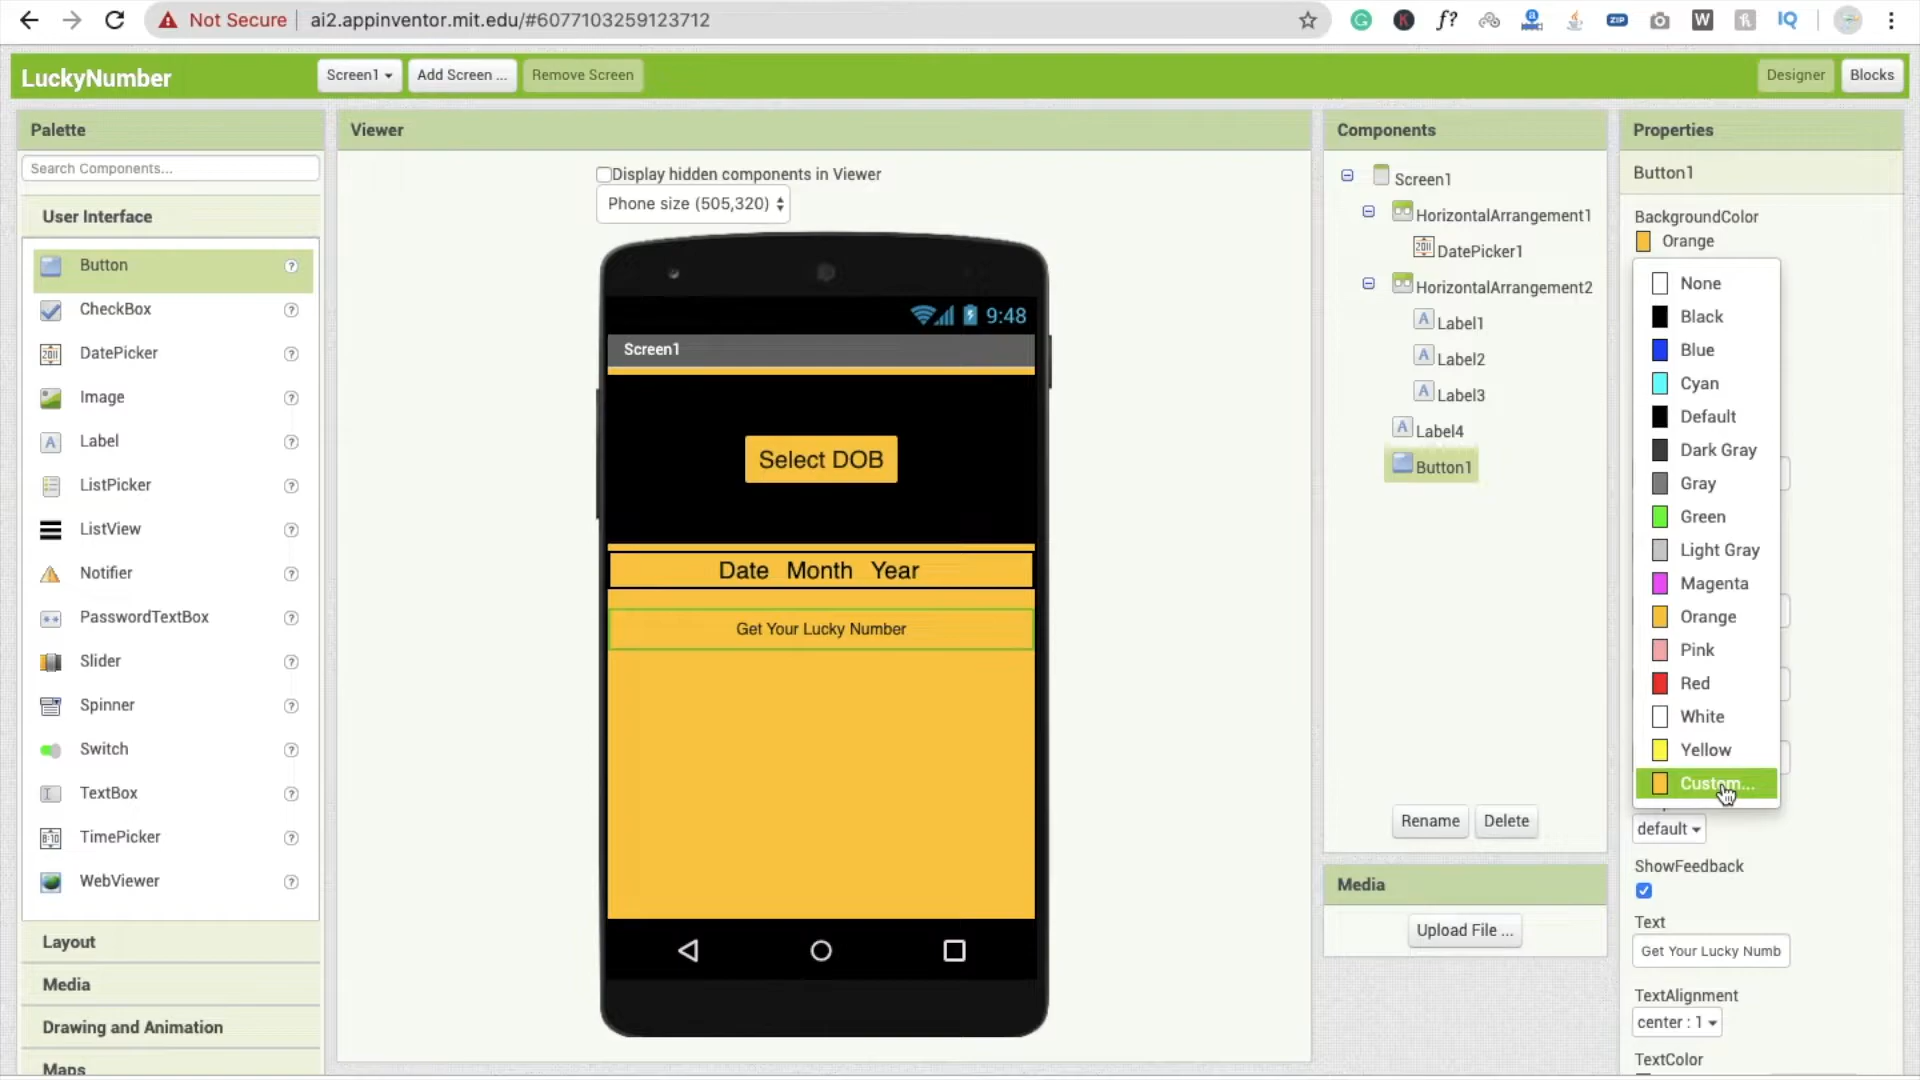 Not Secure
ai2.appinventor.mit.edu/#6077103259123712
LuckyNumber
Screen1
Add Screen ...
Remove Screen
Designer
Blocks
Palette
Search Components...
User Interface
Button
CheckBox
DatePicker
Image
Label
ListPicker
ListView
Notifier
PasswordTextBox
Slider
Spinner
Switch
TextBox
TimePicker
WebViewer
Layout
Media
Drawing and Animation
Maps
Viewer
Display hidden components in Viewer
Phone size (505,320)
9:48
Screen1
Select DOB
Date Month Year
Get Your Lucky Number
Components
Screen1
HorizontalArrangement1
DatePicker1
HorizontalArrangement2
Label1
Label2
Label3
Label4
Button1
Rename
Delete
Media
Upload File ...
Properties
Button1
BackgroundColor
Orange
None
Black
Blue
Cyan
Default
Dark Gray
Gray
Green
Light Gray
Magenta
Orange
Pink
Red
White
Yellow
Custom...
default
ShowFeedback
Text
Get Your Lucky Numb
TextAlignment
center : 1
TextColor